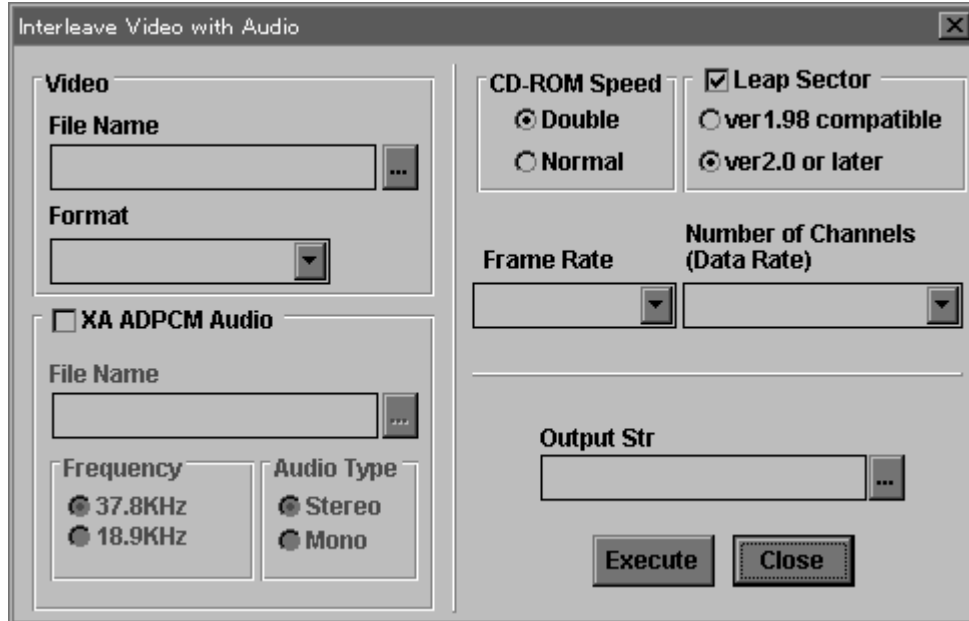 Interleave Video with Audio
Video
File Name
...
Format
XA ADPCM Audio
File Name
...
Frequency
37.8KHz
18.9KHz
Audio Type
Stereo
Mono
CD-ROM Speed
Double
Normal
Leap Sector
ver1.98 compatible
ver2.0 or later
Frame Rate
Number of Channels
(Data Rate)
Output Str
...
Execute
Close